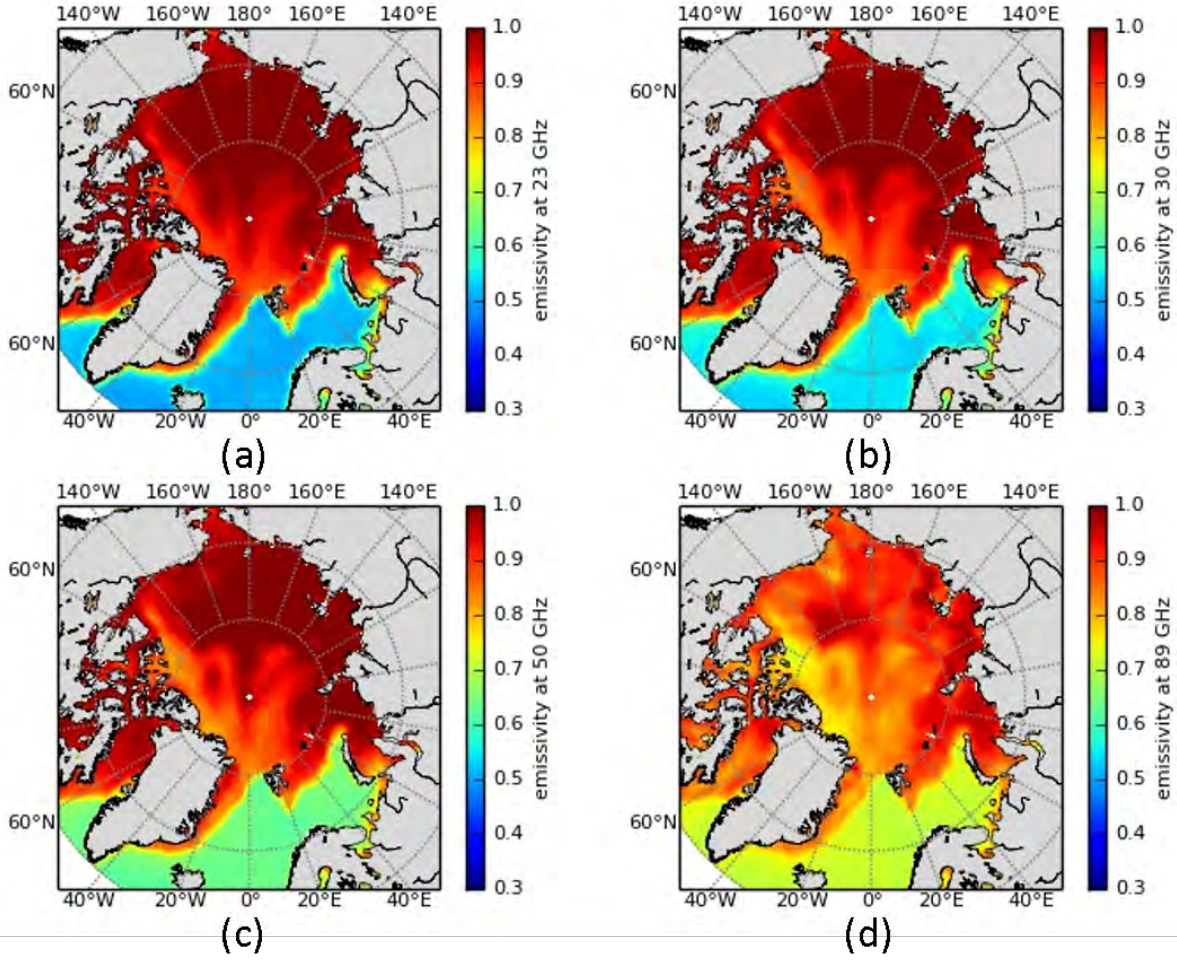 140°W 160°W 180° 160°E 140°E
60°N
60°N
40°W 20°W 0° 20°E 40°E
1.0
0.9
0.8
0.7
0.6
0.5
0.4
0.3
emissivity at 23 GHz
(a)
140°W 160°W 180° 160°E 140°E
60°N
60°N
40°W 20°W 0° 20°E 40°E
1.0
0.9
0.8
0.7
0.6
0.5
0.4
0.3
emissivity at 30 GHz
(b)
140°W 160°W 180° 160°E 140°E
60°N
60°N
40°W 20°W 0° 20°E 40°E
1.0
0.9
0.8
0.7
0.6
0.5
0.4
0.3
emissivity at 50 GHz
(c)
140°W 160°W 180° 160°E 140°E
60°N
60°N
40°W 20°W 0° 20°E 40°E
1.0
0.9
0.8
0.7
0.6
0.5
0.4
0.3
emissivity at 89 GHz
(d)